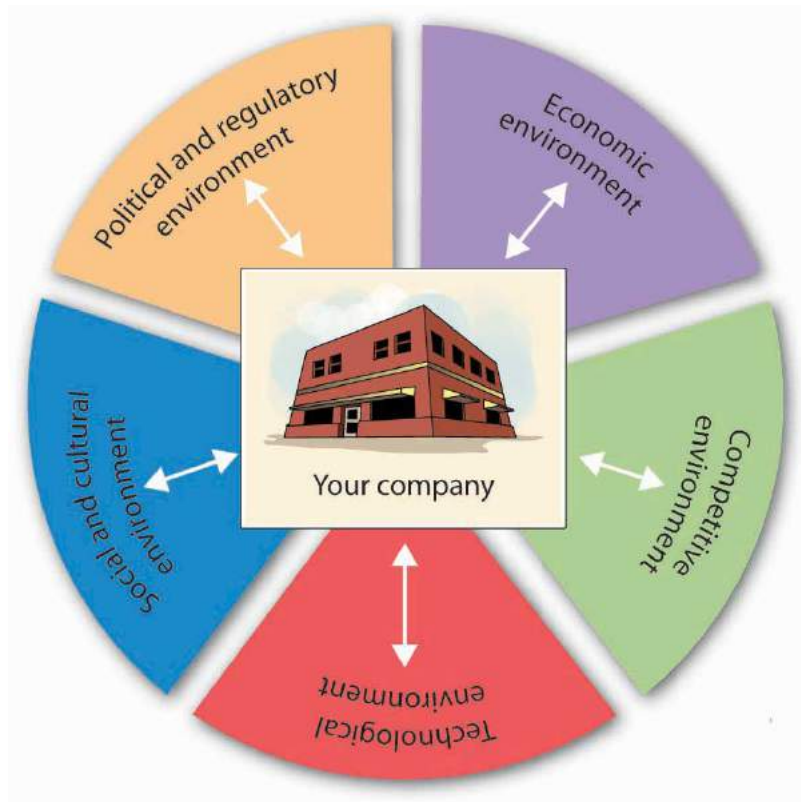 Political and regulatory
environment
Economic
environment
Competitive
environment
Technological
environment
Social and cultural
environment
Your company